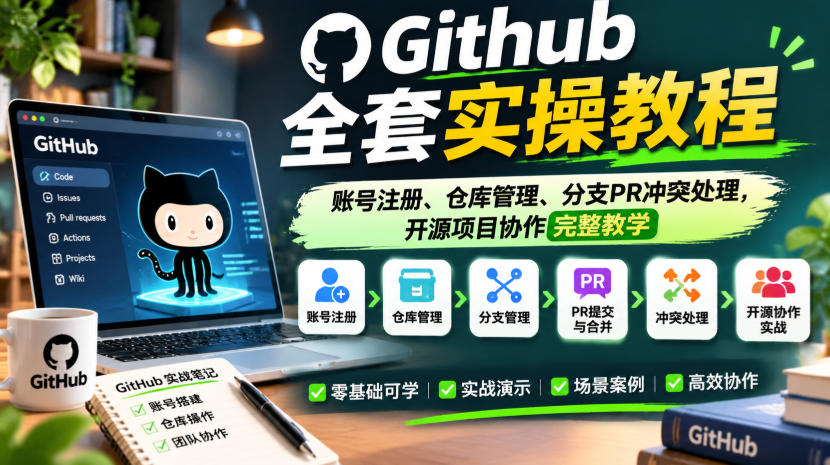 Github
全套实操教程
账号注册、仓库管理、分支PR冲突处理，
开源项目协作 完整教学
账号注册
仓库管理
分支管理
PR
PR提交
与合并
冲突处理
开源协作
实战
零基础可学
实战演示
场景案例
高效协作
GitHub
Code
Issues
Pull requests
Actions
Projects
Wiki
GitHub
GitHub 实战笔记
账号搭建
仓库操作
团队协作
GitHub